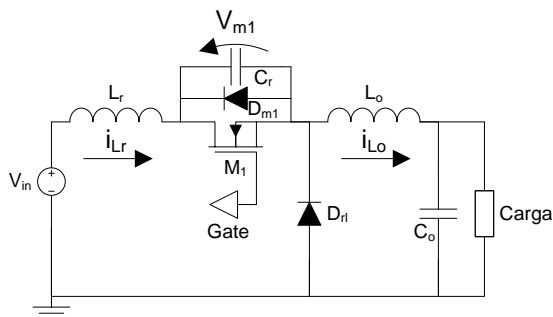 Vm1
Lr
Cr
Dm1
Lo
iLr
M1
iLo
Vin
+
−
Gate
Drl
Co
Carga